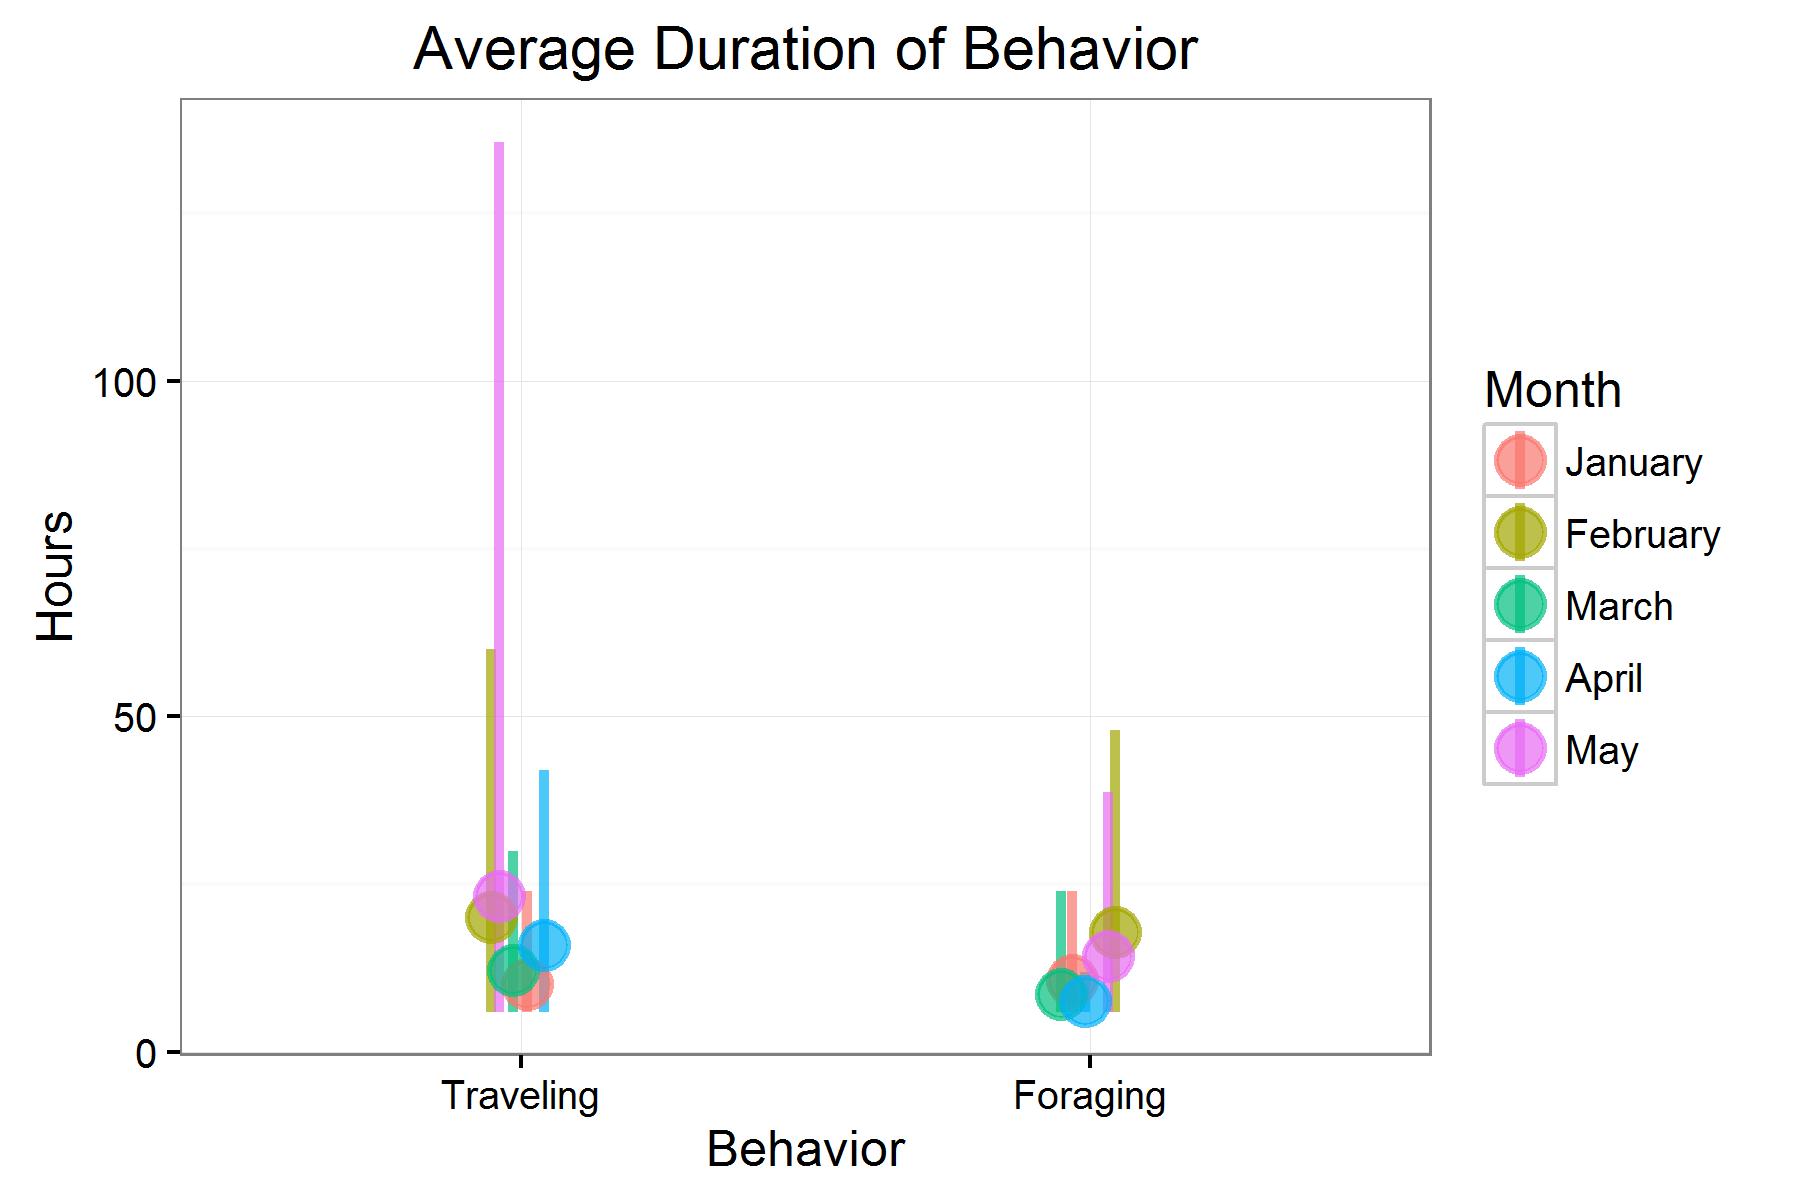 Average Duration of Behavior
Hours
100
50
0
Traveling
Foraging
Behavior
Month
January
February
March
April
May